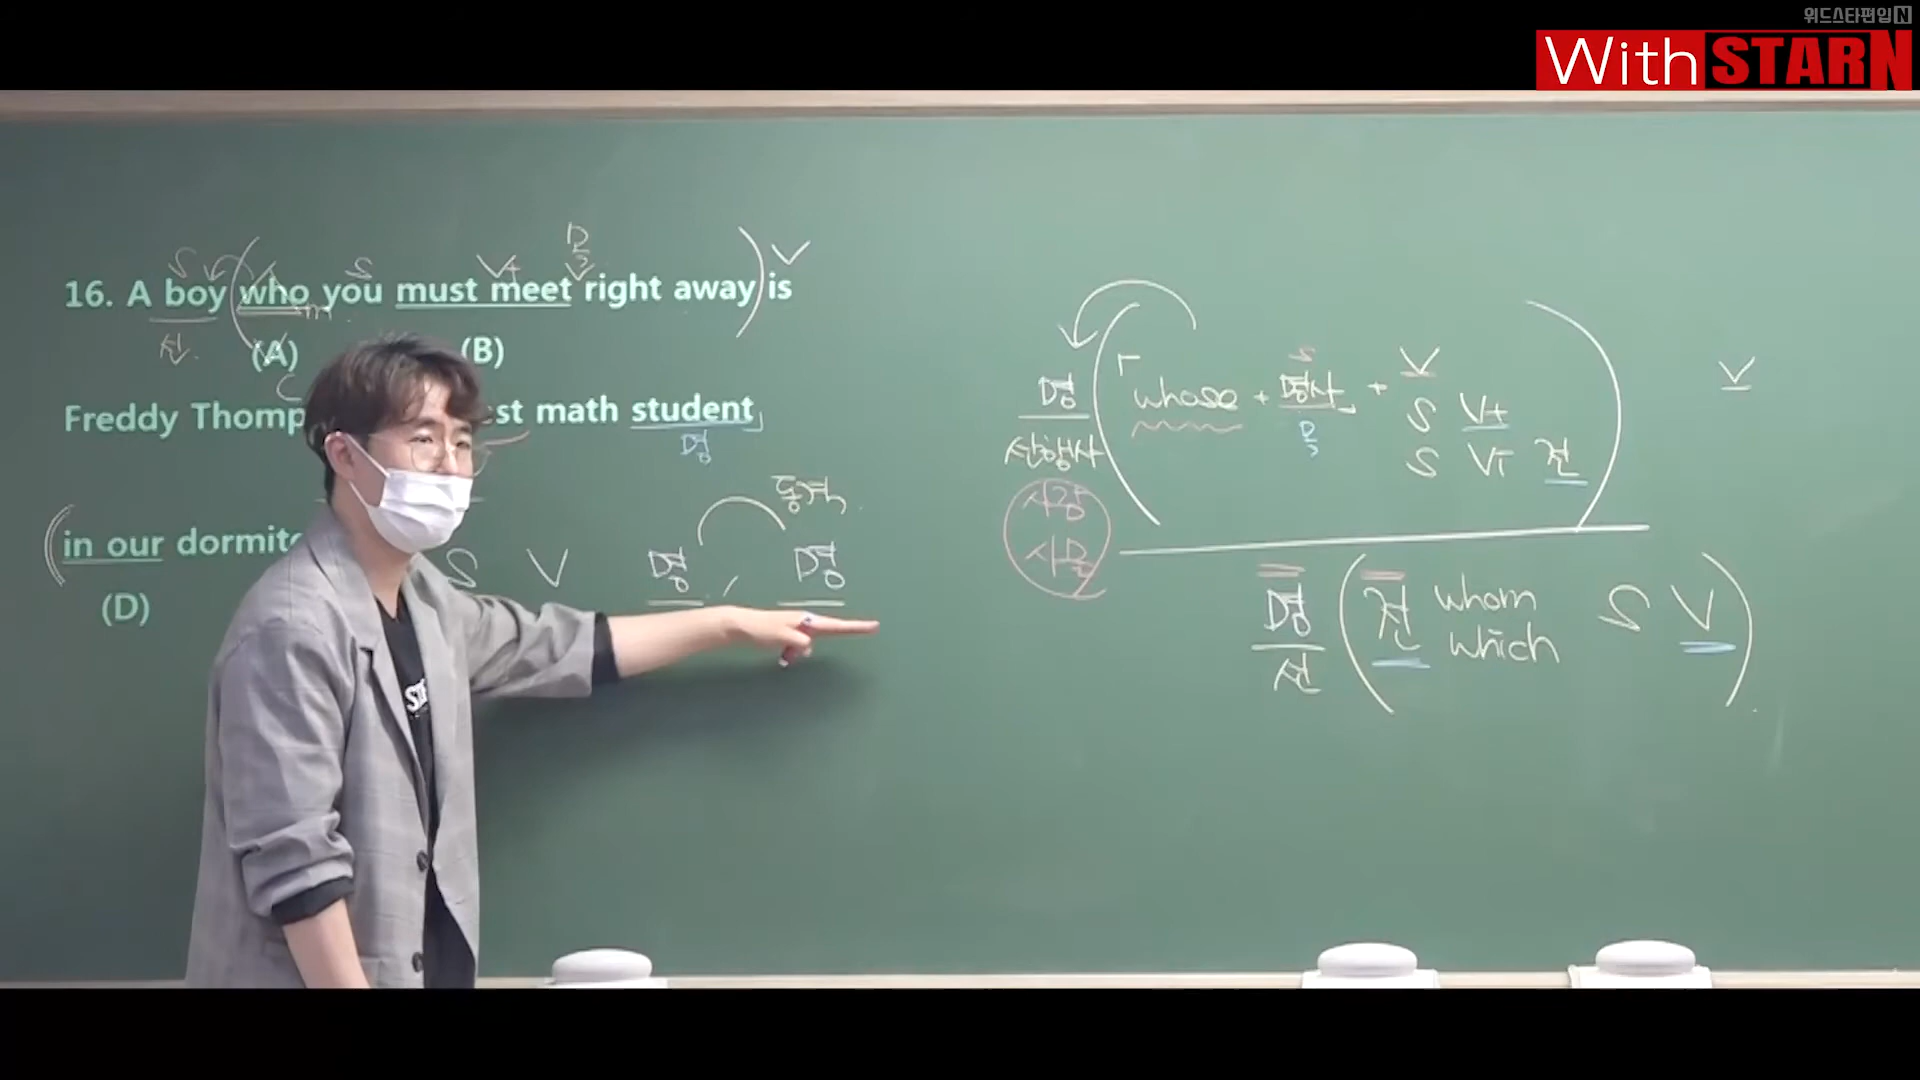 위드스타편입N
With STARN
16. A boy who you must meet right away is
(A) (B)
Freddy Thomp st math student
in our dormito
(D)
S S Vt 목 V
선 m
C
명
S V 명 , 명
동격
명
선행사
사람
사물
whose + 명사 + V
S
목
S Vt
S Vi 전
V
명
선
전 whom S V
which